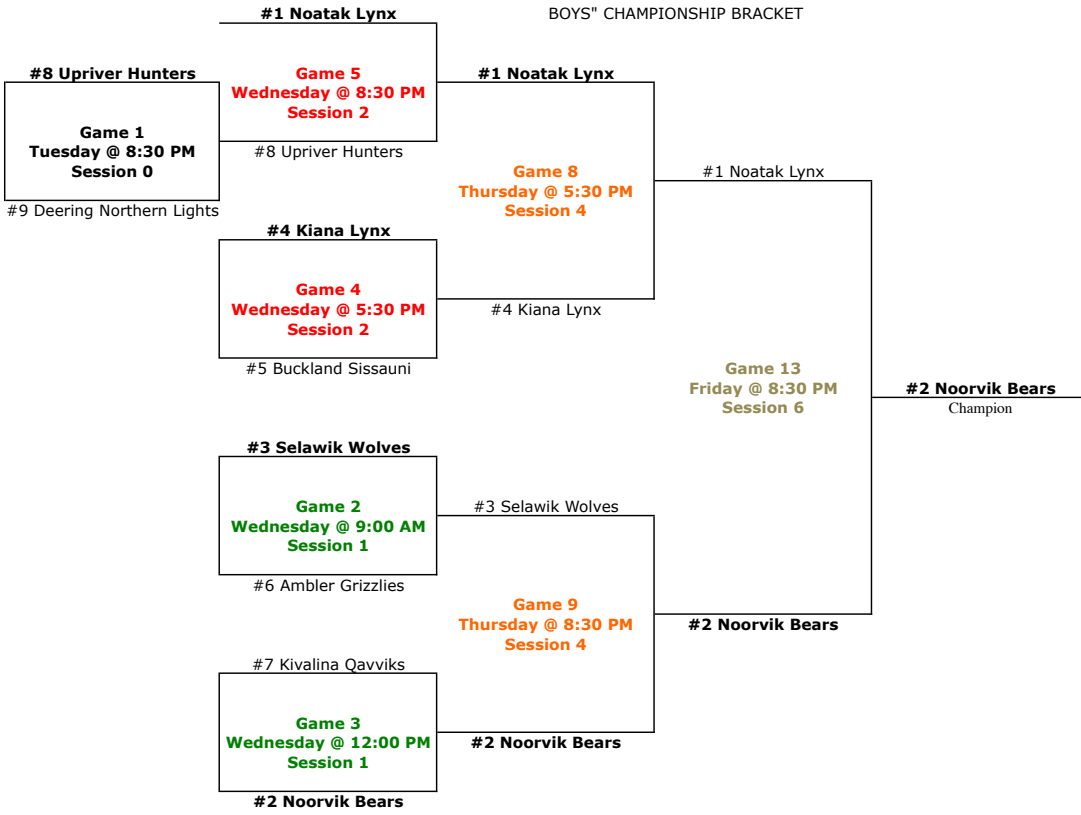 #1 Noatak Lynx
BOYS" CHAMPIONSHIP BRACKET
#8 Upriver Hunters
Game 5
Wednesday @ 8:30 PM
Session 2
#1 Noatak Lynx
Game 1
Tuesday @ 8:30 PM
Session 0
#8 Upriver Hunters
#9 Deering Northern Lights
Game 8
Thursday @ 5:30 PM
Session 4
#1 Noatak Lynx
#4 Kiana Lynx
Game 4
Wednesday @ 5:30 PM
Session 2
#4 Kiana Lynx
#5 Buckland Sissauni
Game 13
Friday @ 8:30 PM
Session 6
#2 Noorvik Bears
Champion
#3 Selawik Wolves
Game 2
Wednesday @ 9:00 AM
Session 1
#3 Selawik Wolves
#6 Ambler Grizzlies
Game 9
Thursday @ 8:30 PM
Session 4
#2 Noorvik Bears
#7 Kivalina Qavviks
Game 3
Wednesday @ 12:00 PM
Session 1
#2 Noorvik Bears
#2 Noorvik Bears